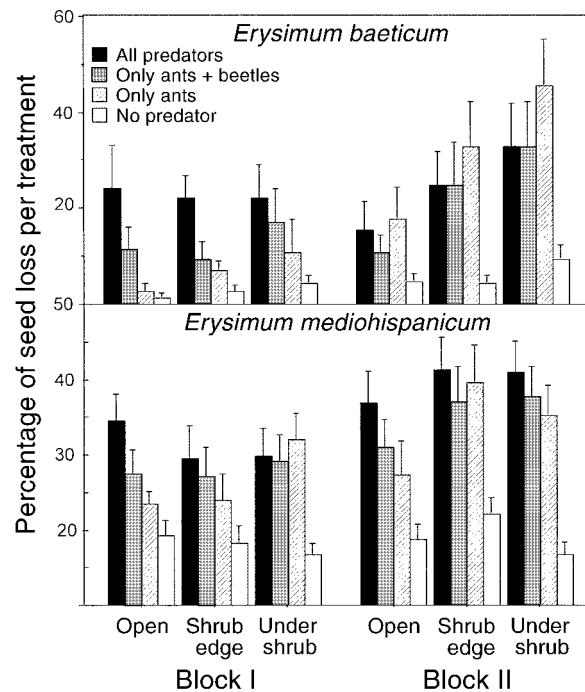 Percentage of seed loss per treatment
60
40
20
Erysimum baeticum
All predators
Only ants + beetles
Only ants
No predator
50
40
30
20
Erysimum mediohispanicum
Open Shrub edge Under shrub Open Shrub edge Under shrub
Block I Block II